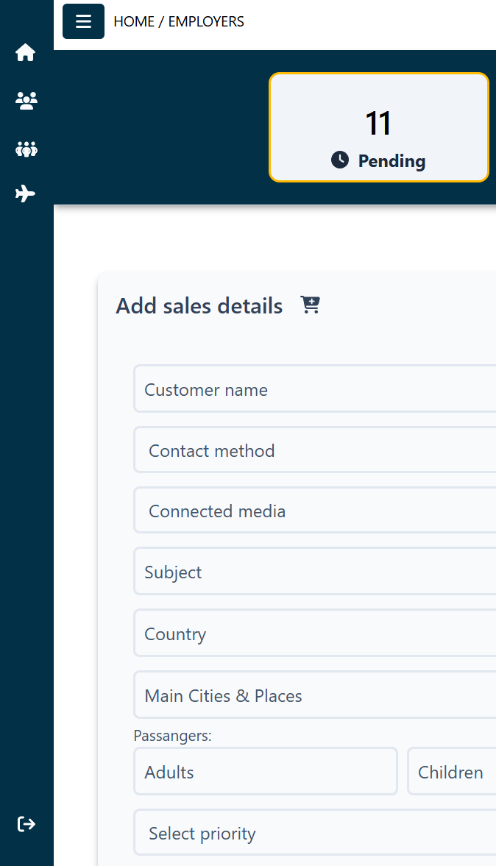 HOME / EMPLOYERS
11
Pending
Add sales details
Customer name
Contact method
Connected media
Subject
Country
Main Cities & Places
Passangers:
Adults Children
Select priority